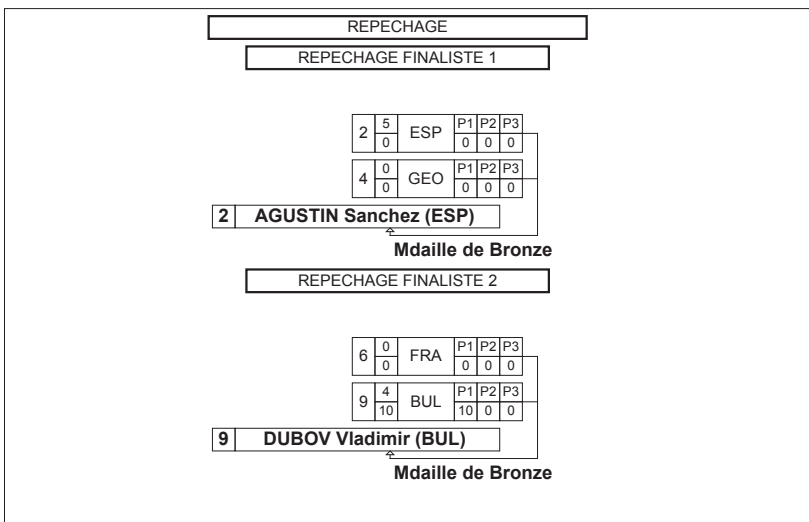 REPECHAGE
REPECHAGE FINALISTE 1
2 5 ESP P1 P2 P3
0 0 0 0
4 0 GEO P1 P2 P3
0 0 0 0
2 AGUSTIN Sanchez (ESP)
Mdaille de Bronze
REPECHAGE FINALISTE 2
6 0 FRA P1 P2 P3
0 0 0 0
9 4 BUL P1 P2 P3
10 10 0 0
9 DUBOV Vladimir (BUL)
Mdaille de Bronze